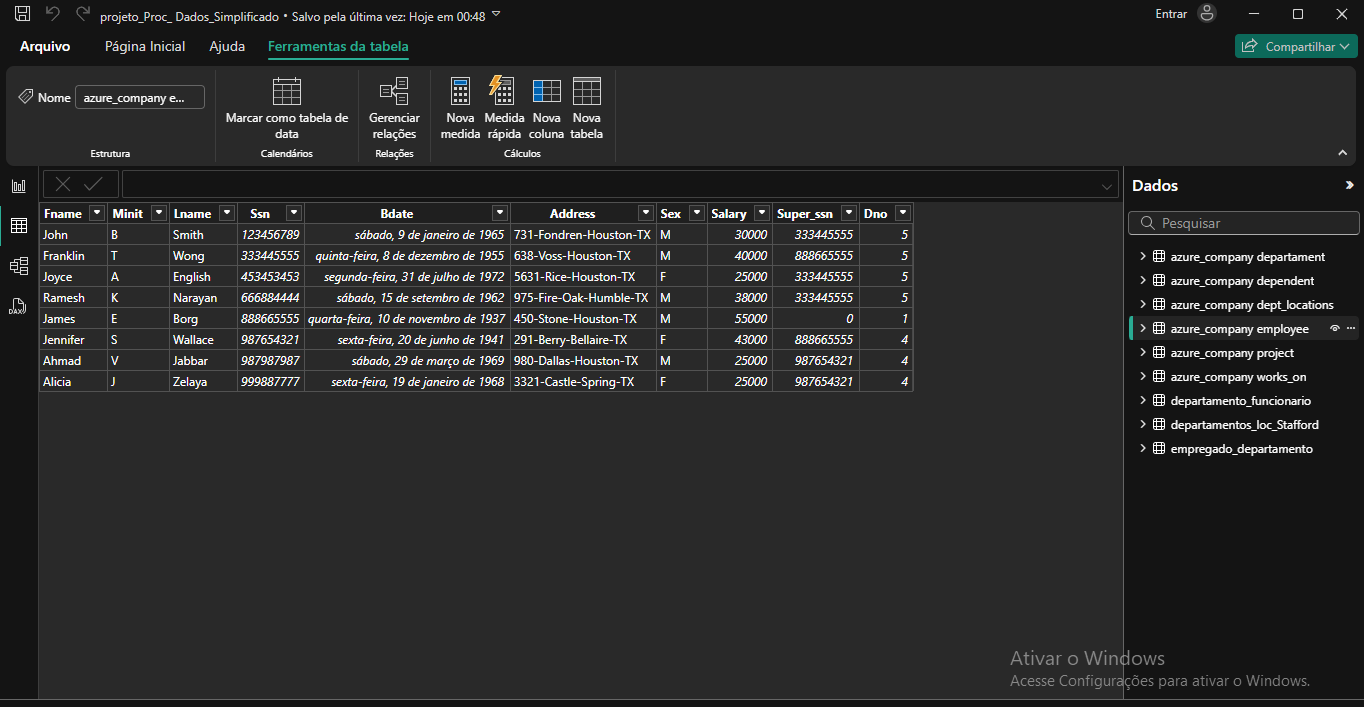 projeto_Proc_ Dados_Simplificado • Salvo pela última vez: Hoje em 00:48
Entrar
Arquivo Página Inicial Ajuda Ferramentas da tabela
Compartilhar
Nome azure_company e...
Marcar como tabela de data
Gerenciar relações
Nova medida
Medida rápida
Nova coluna
Nova tabela
Estrutura Calendários Relações Cálculos
Fname Minit Lname Ssn Bdate Address Sex Salary Super_ssn Dno
John B Smith 123456789 sábado, 9 de janeiro de 1965 731-Fondren-Houston-TX M 30000 333445555 5
Franklin T Wong 333445555 quinta-feira, 8 de dezembro de 1955 638-Voss-Houston-TX M 40000 888665555 5
Joyce A English 453453453 segunda-feira, 31 de julho de 1972 5631-Rice-Houston-TX F 25000 333445555 5
Ramesh K Narayan 666884444 sábado, 15 de setembro de 1962 975-Fire-Oak-Humble-TX M 38000 333445555 5
James E Borg 888665555 quarta-feira, 10 de novembro de 1937 450-Stone-Houston-TX M 55000 0 1
Jennifer S Wallace 987654321 sexta-feira, 20 de junho de 1941 291-Berry-Bellaire-TX F 43000 888665555 4
Ahmad V Jabbar 987987987 sábado, 29 de março de 1969 980-Dallas-Houston-TX M 25000 987654321 4
Alicia J Zelaya 999887777 sexta-feira, 19 de janeiro de 1968 3321-Castle-Spring-TX F 25000 987654321 4
Dados
Pesquisar
azure_company departament
azure_company dependent
azure_company dept_locations
azure_company employee
azure_company project
azure_company works_on
departamento_funcionario
departamentos_loc_Stafford
empregado_departamento
DAX
Ativar o Windows
Acesse Configurações para ativar o Windows.